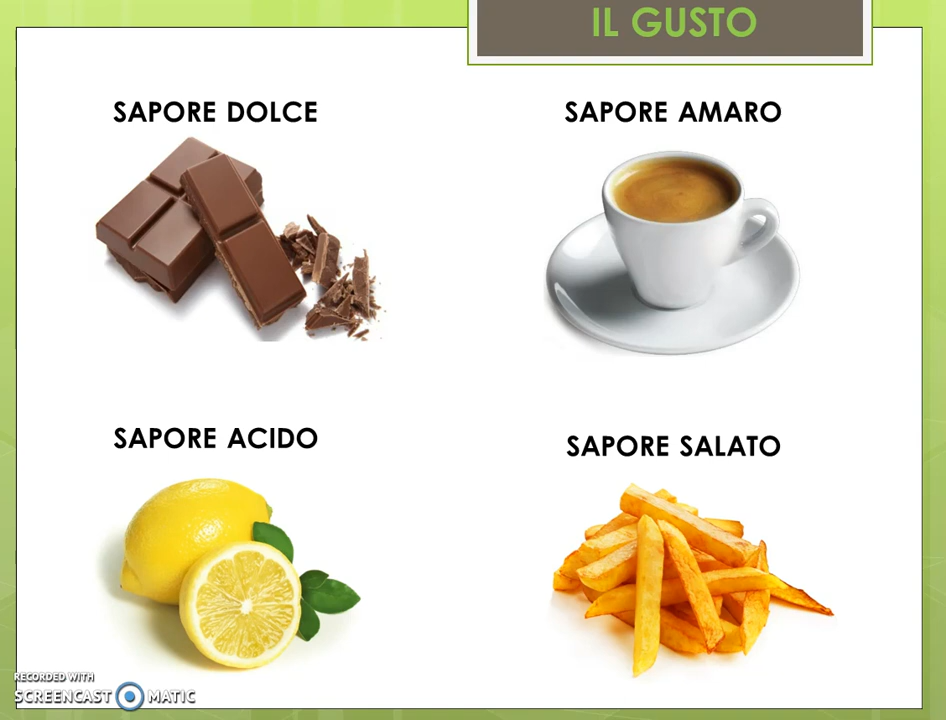 IL GUSTO
SAPORE DOLCE
SAPORE AMARO
SAPORE ACIDO
SAPORE SALATO
RECORDED WITH
SCREENCAST MATIC